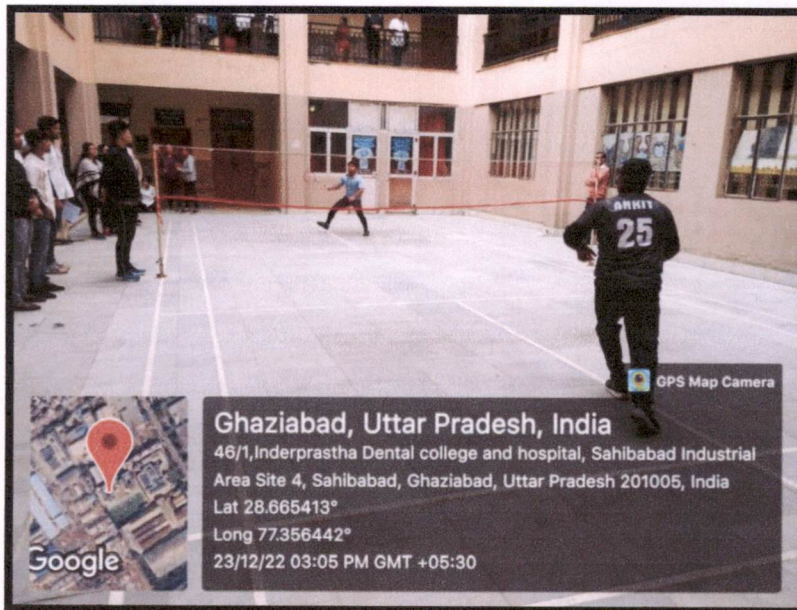 ANKIT
25
GPS Map Camera
Ghaziabad, Uttar Pradesh, India
46/1,Inderprastha Dental college and hospital, Sahibabad Industrial
Area Site 4, Sahibabad, Ghaziabad, Uttar Pradesh 201005, India
Lat 28.665413°
Long 77.356442°
23/12/22 03:05 PM GMT +05:30
Google